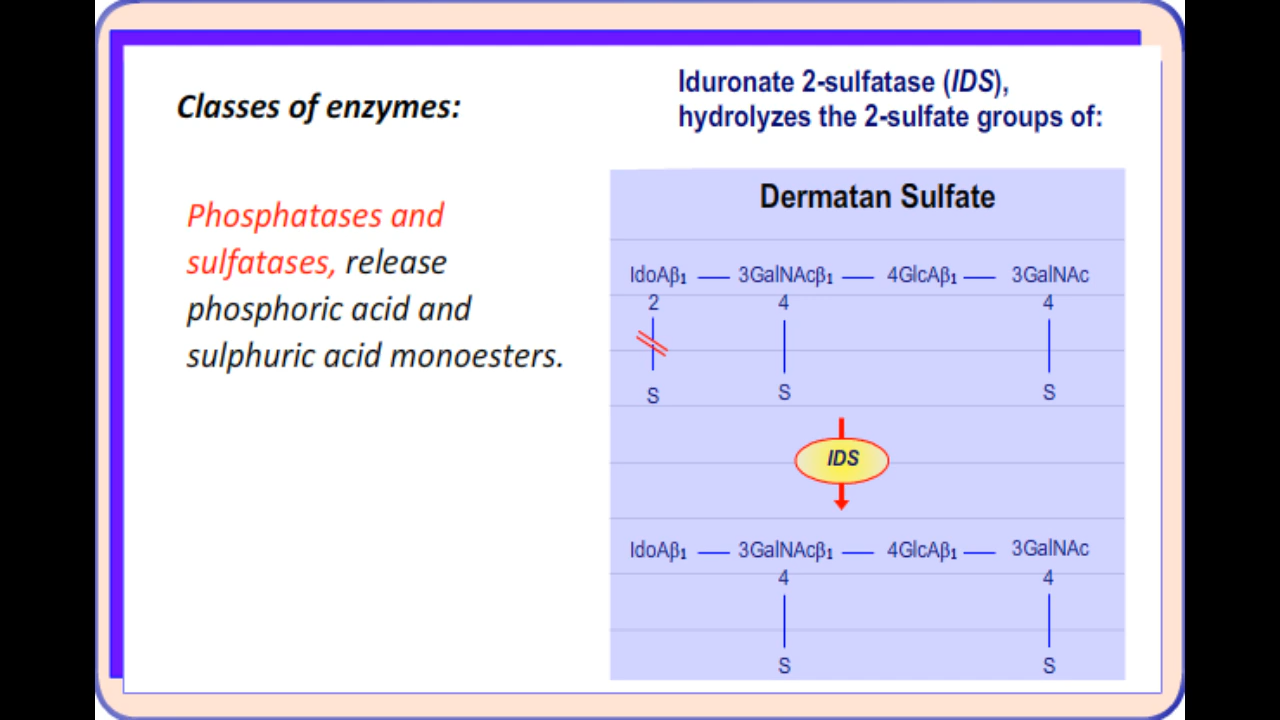 Classes of enzymes:
Phosphatases and
sulfatases, release
phosphoric acid and
sulphuric acid monoesters.
Iduronate 2-sulfatase (IDS),
hydrolyzes the 2-sulfate groups of:
Dermatan Sulfate
IdoAβ1 — 3GalNAcβ1 — 4GlcAβ1 — 3GalNAc
2 4 4
S S S
IDS
IdoAβ1 — 3GalNAcβ1 — 4GlcAβ1 — 3GalNAc
4 4
S S